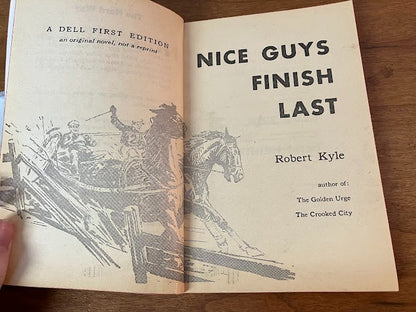 A DELL FIRST EDITION
an original novel, not a reprint
NICE GUYS
FINISH
LAST
Robert Kyle
author of:
The Golden Urge
The Crooked City